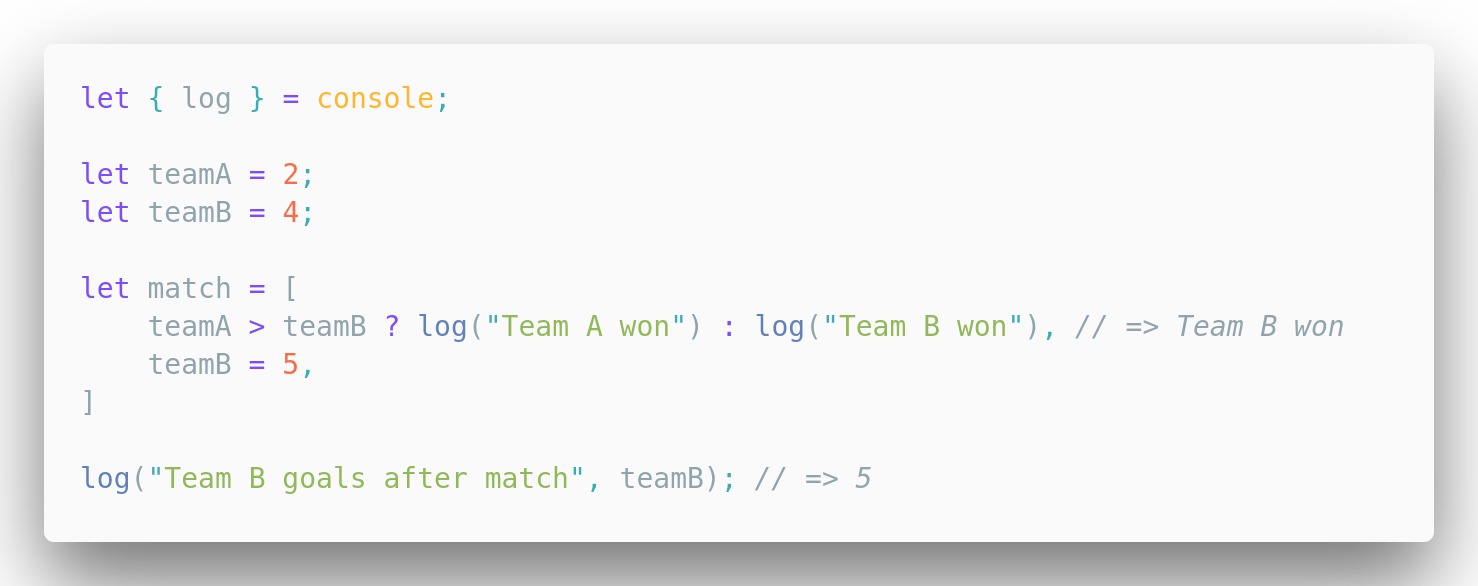 let { log } = console;
let teamA = 2;
let teamB = 4;
let match = [
    teamA > teamB ? log("Team A won") : log("Team B won"), // => Team B won
    teamB = 5,
]
log("Team B goals after match", teamB); // => 5